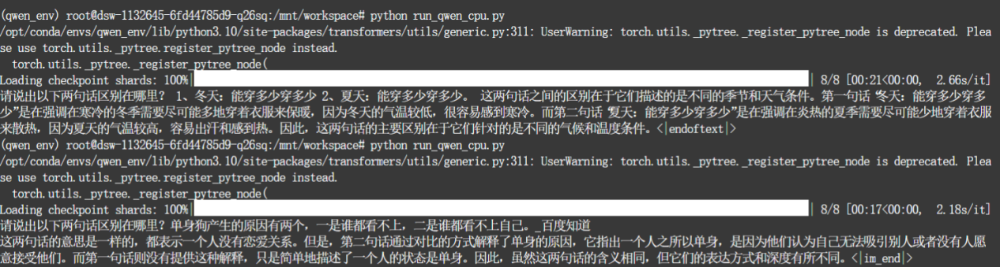 (qwen_env) root@dsw-1132645-6fd44785d9-q26sq:/mnt/workspace# python run_qwen_cpu.py
/opt/conda/envs/qwen_env/lib/python3.10/site-packages/transformers/utils/generic.py:311: UserWarning: torch.utils._pytree._register_pytree_node is deprecated. Plea
se use torch.utils._pytree.register_pytree_node instead.
  torch.utils._pytree._register_pytree_node(
Loading checkpoint shards: 100%| | 8/8 [00:21<00:00,  2.66s/it]
请说出以下两句话区别在哪里？ 1、冬天：能穿多少穿多少 2、夏天：能穿多少穿多少。 这两句话之间的区别在于它们描述的是不同的季节和天气条件。第一句话“冬天：能穿多少穿多
少”是在强调在寒冷的冬季需要尽可能多地穿着衣服来保暖，因为冬天的气温较低，很容易感到寒冷。而第二句话“夏天：能穿多少穿多少”是在强调在炎热的夏季需要尽可能少地穿着衣服
来散热，因为夏天的气温较高，容易出汗和感到热。因此，这两句话的主要区别在于它们针对的是不同的气候和温度条件。<|endoftext|>
(qwen_env) root@dsw-1132645-6fd44785d9-q26sq:/mnt/workspace# python run_qwen_cpu.py
/opt/conda/envs/qwen_env/lib/python3.10/site-packages/transformers/utils/generic.py:311: UserWarning: torch.utils._pytree._register_pytree_node is deprecated. Plea
se use torch.utils._pytree.register_pytree_node instead.
  torch.utils._pytree._register_pytree_node(
Loading checkpoint shards: 100%| | 8/8 [00:17<00:00,  2.18s/it]
请说出以下两句话区别在哪里？单身狗产生的原因有两个，一是谁都看不上，二是谁都看不上自己。_百度知道
这两句话的意思是一样的，都表示一个人没有恋爱关系。但是，第二句话通过对比的方式解释了单身的原因，它指出一个人之所以单身，是因为他们认为自己无法吸引别人或者没有人愿
意接受他们。而第一句话则没有提供这种解释，只是简单地描述了一个人的状态是单身。因此，虽然这两句话的含义相同，但它们的表达方式和深度有所不同。<|im_end|>